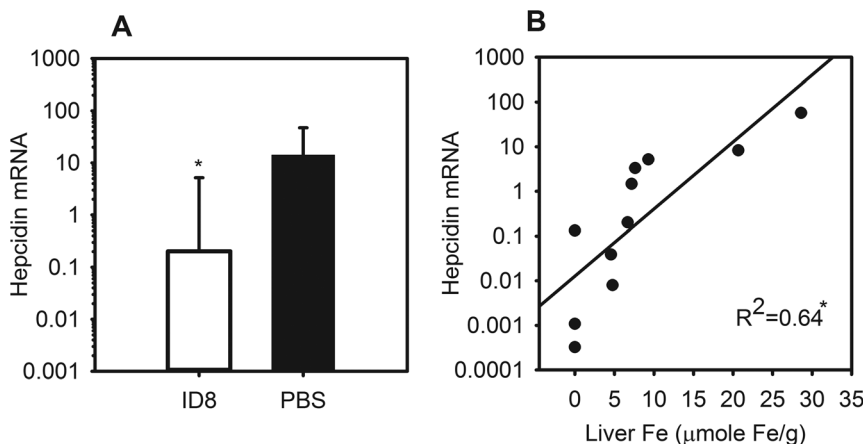 A
Hepcidin mRNA
1000
100
10
1
0.1
0.01
0.001
*
ID8
PBS
B
Hepcidin mRNA
1000
100
10
1
0.1
0.01
0.001
0.0001
R²=0.64*
0 5 10 15 20 25 30 35
Liver Fe (μmole Fe/g)